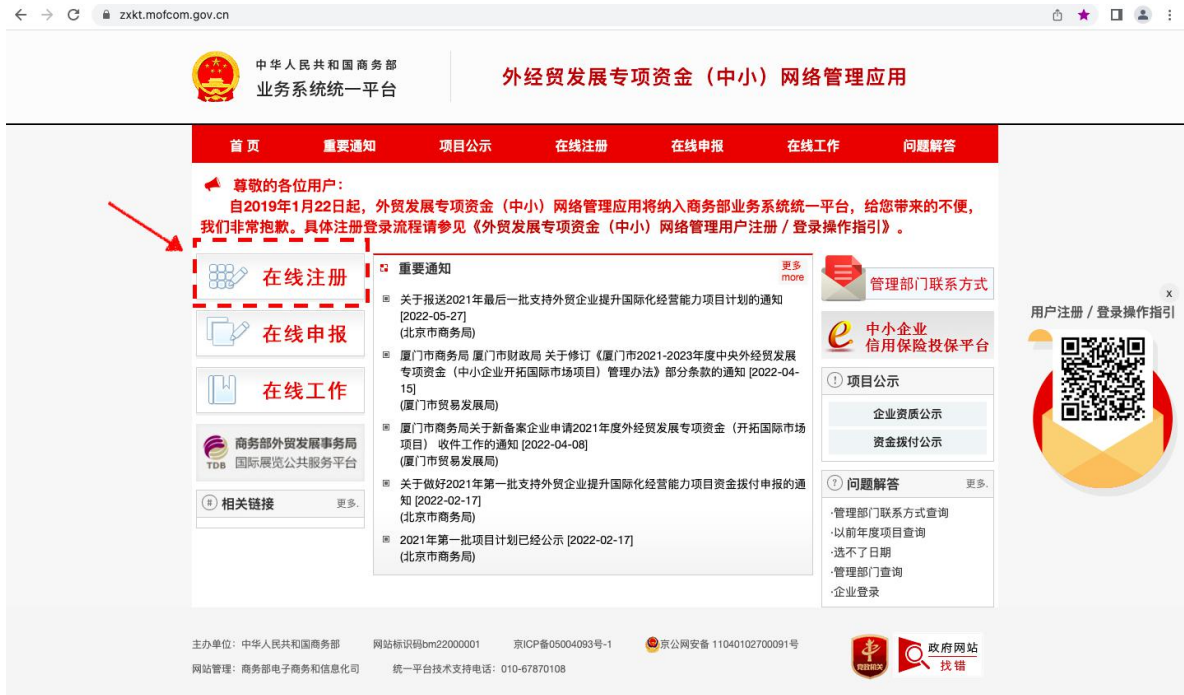 zxkt.mofcom.gov.cn
中华人民共和国商务部
业务系统统一平台
外经贸发展专项资金（中小）网络管理应用
首 页 重要通知 项目公示 在线注册 在线申报 在线工作 问题解答
尊敬的各位用户：
自2019年1月22日起，外贸发展专项资金（中小）网络管理应用将纳入商务部业务系统统一平台，给您带来的不便，
我们非常抱歉。具体注册登录流程请参见《外贸发展专项资金（中小）网络管理用户注册 / 登录操作指引》。
在线注册
在线申报
在线工作
商务部外贸发展事务局
TDB 国际展览公共服务平台
相关链接 更多.
重要通知 更多
more
关于报送2021年最后一批支持外贸企业提升国际化经营能力项目计划的通知
[2022-05-27]
(北京市商务局)
厦门市商务局 厦门市财政局 关于修订《厦门市2021-2023年度中央外经贸发展
专项资金（中小企业开拓国际市场项目）管理办法》部分条款的通知 [2022-04-
15]
(厦门市贸易发展局)
厦门市商务局关于新备案企业申请2021年度外经贸发展专项资金（开拓国际市场
项目） 收件工作的通知 [2022-04-08]
(厦门市贸易发展局)
关于做好2021年第一批支持外贸企业提升国际化经营能力项目资金拨付申报的通
知 [2022-02-17]
(北京市商务局)
2021年第一批项目计划已经公示 [2022-02-17]
(北京市商务局)
管理部门联系方式
中小企业
信用保险投保平台
项目公示
企业资质公示
资金拨付公示
问题解答 更多.
·管理部门联系方式查询
·以前年度项目查询
·选不了日期
·管理部门查询
·企业登录
x
用户注册 / 登录操作指引
主办单位：中华人民共和国商务部 网站标识码bm22000001 京ICP备05004093号-1 京公网安备 11040102700091号
网站管理：商务部电子商务和信息化司 统一平台技术支持电话：010-67870108
党政机关
政府网站
找错